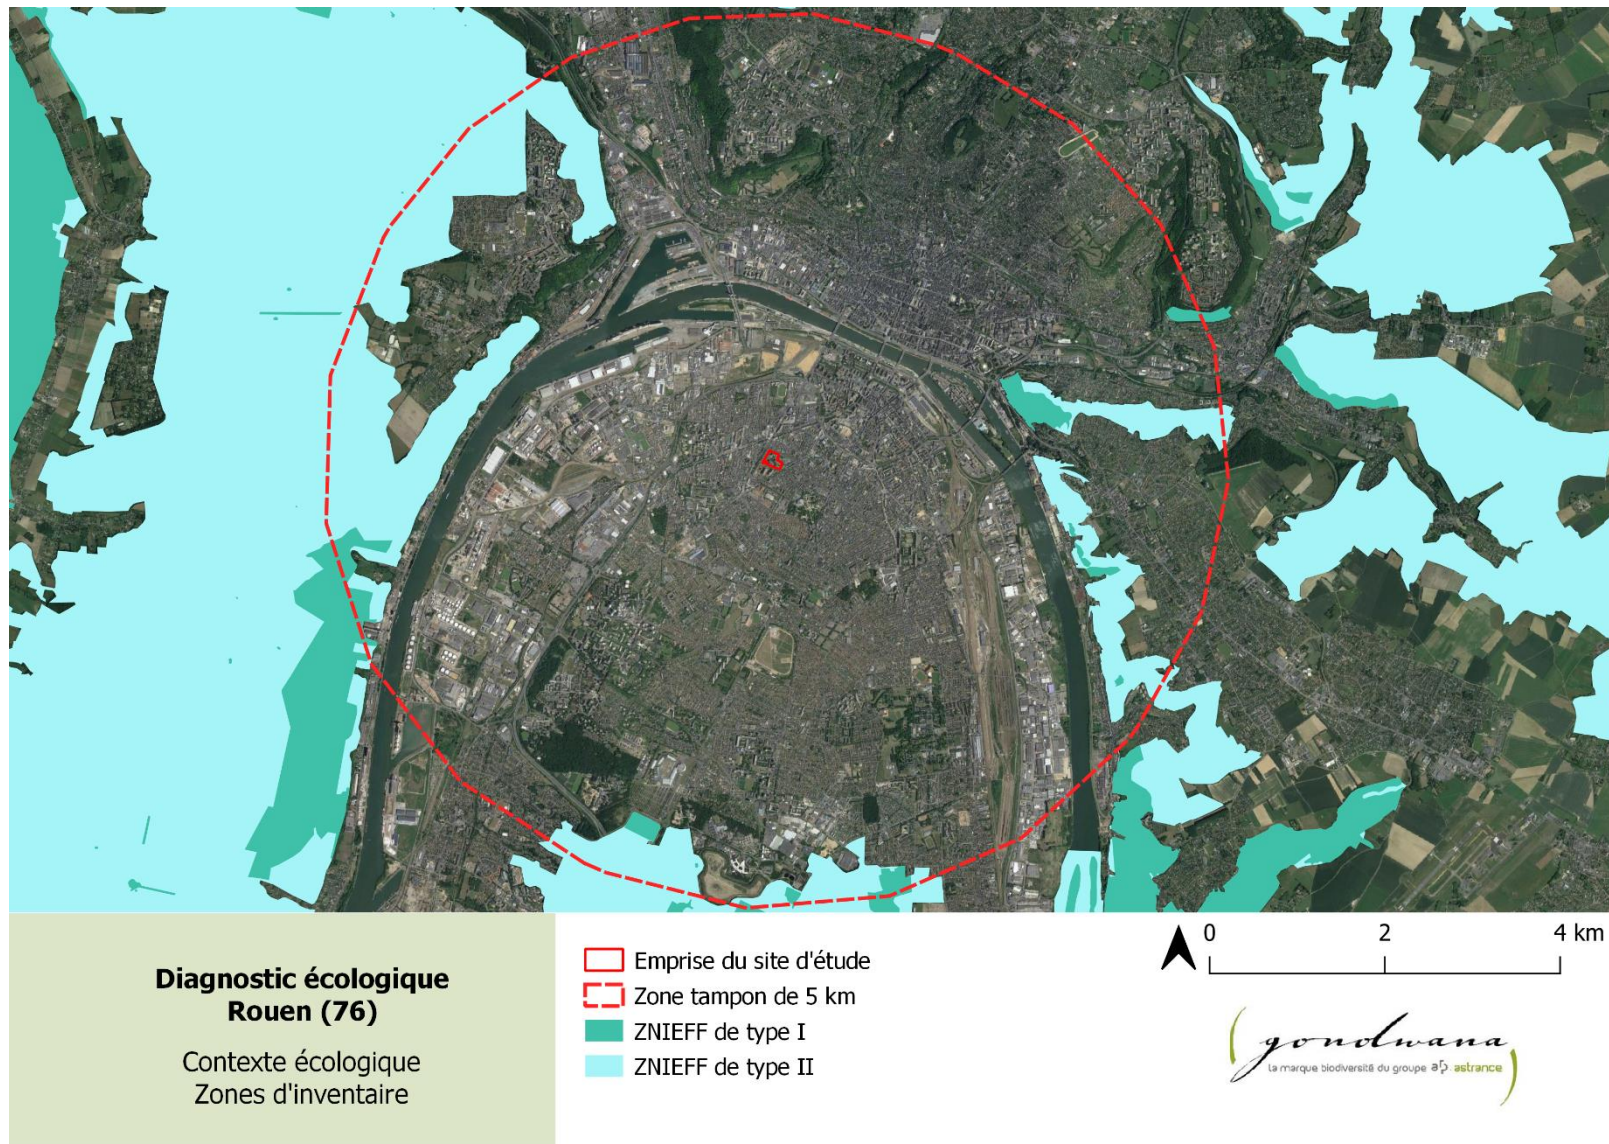 Diagnostic écologique
Rouen (76)
Contexte écologique
Zones d'inventaire
Emprise du site d'étude
Zone tampon de 5 km
ZNIEFF de type I
ZNIEFF de type II
0 2 4 km
gondwana
la marque biodiversité du groupe afp. astrance